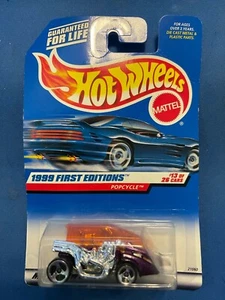 GUARANTEED
FOR LIFE
FOR AGES
OVER 3 YEARS.
DIE CAST METAL &
PLASTIC PARTS.
HOT WHEELS
MATTEL
1999 FIRST EDITIONS
POPCYCLE
#13 OF
26 CARS